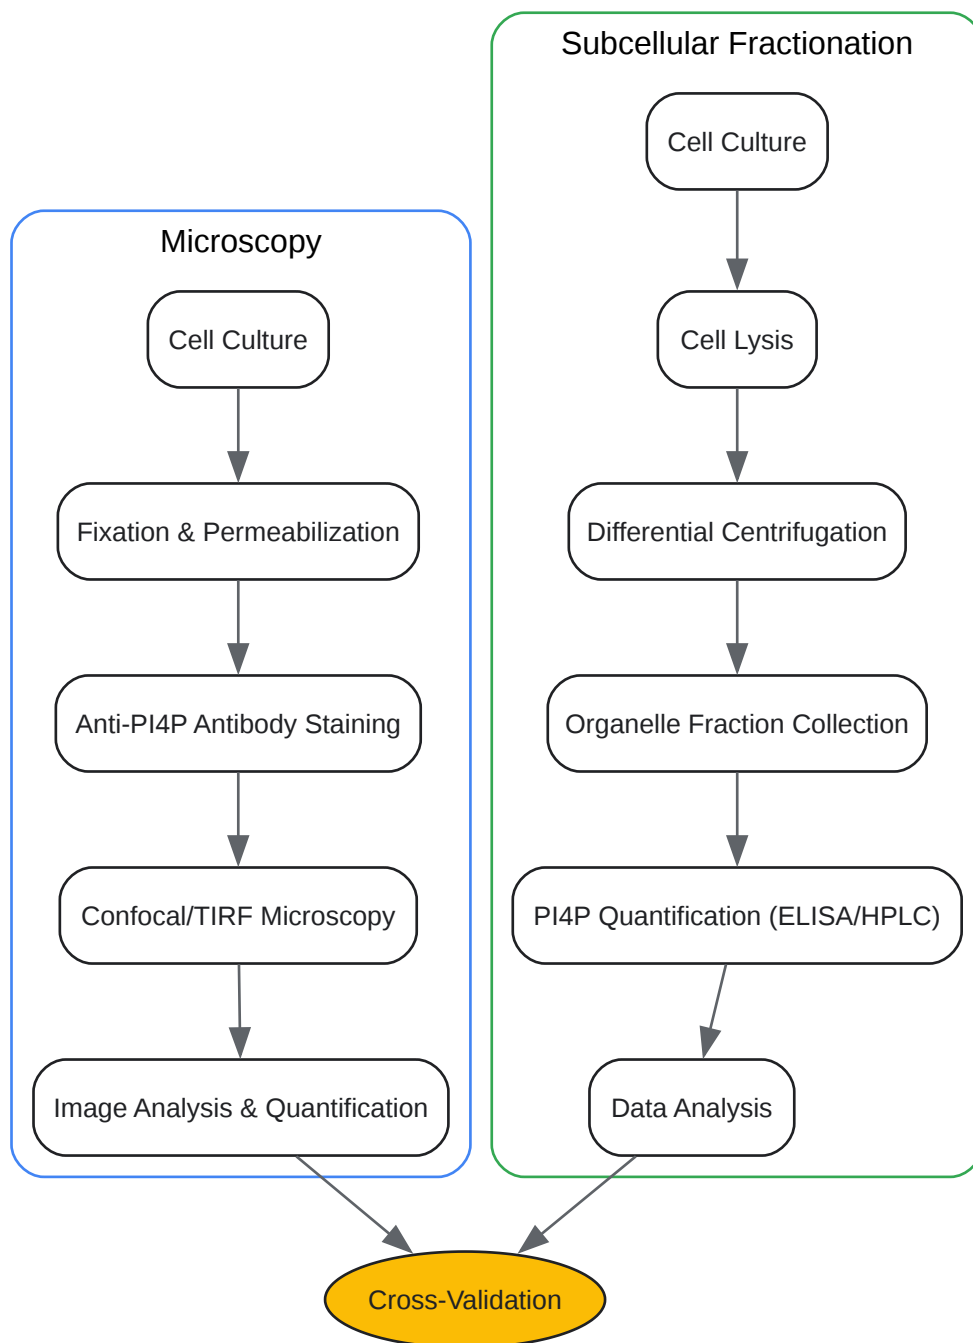 Microscopy
Cell Culture
Fixation & Permeabilization
Anti-PI4P Antibody Staining
Confocal/TIRF Microscopy
Image Analysis & Quantification
Subcellular Fractionation
Cell Culture
Cell Lysis
Differential Centrifugation
Organelle Fraction Collection
PI4P Quantification (ELISA/HPLC)
Data Analysis
Cross-Validation